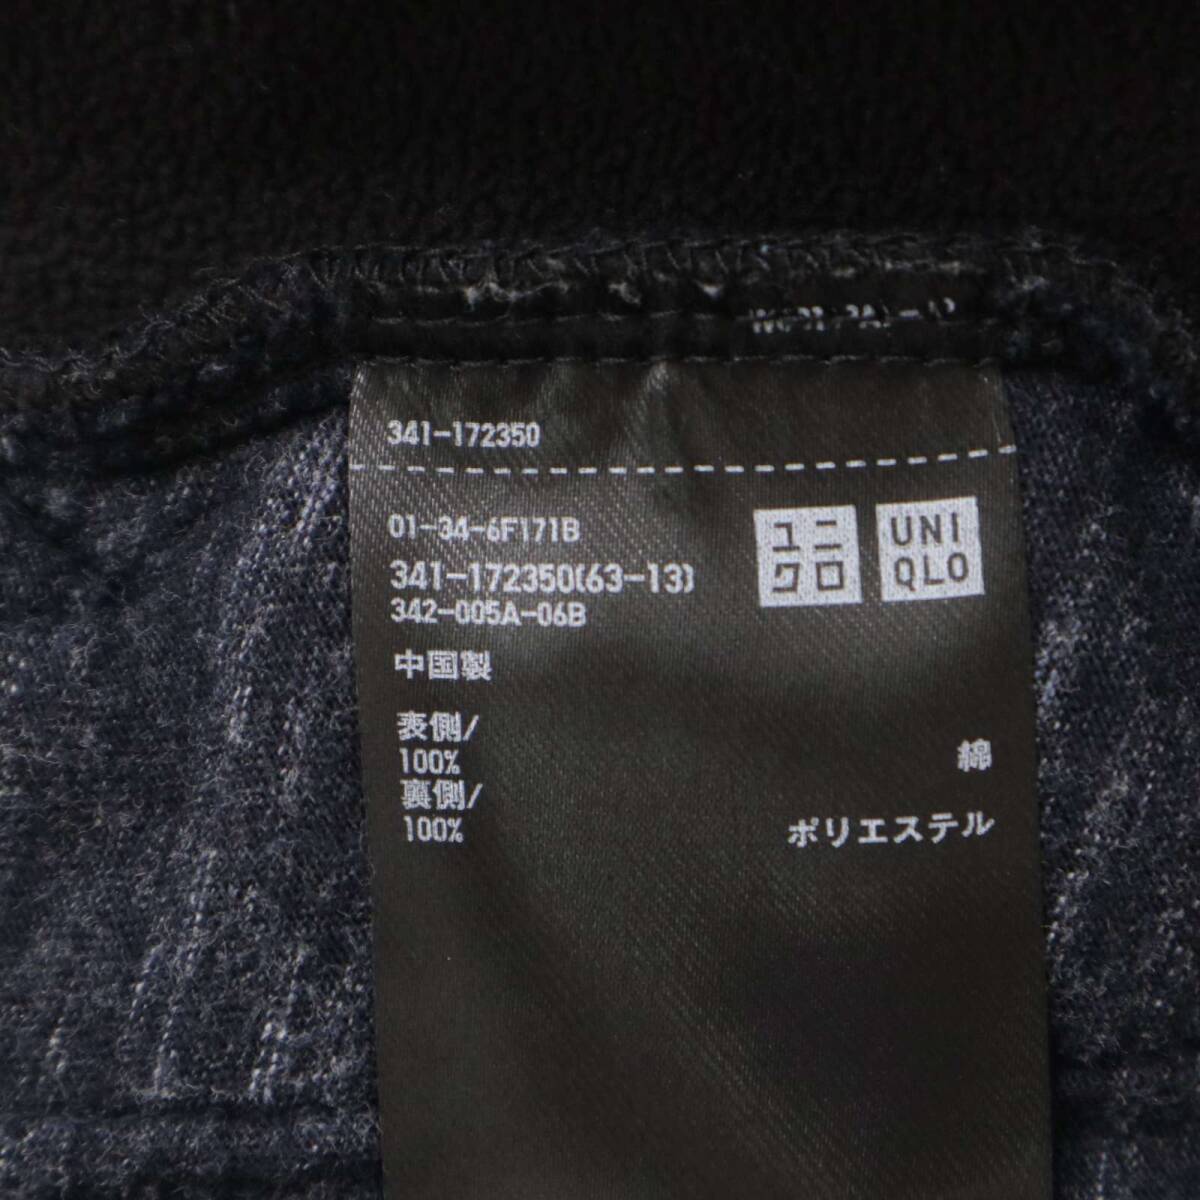 341-172350
01-34-6F171B
341-172350(63-13)
342-005A-06B
ユニ
クロ
UNI
QLO
中国製
表側/
100% 綿
裏側/
100% ポリエステル